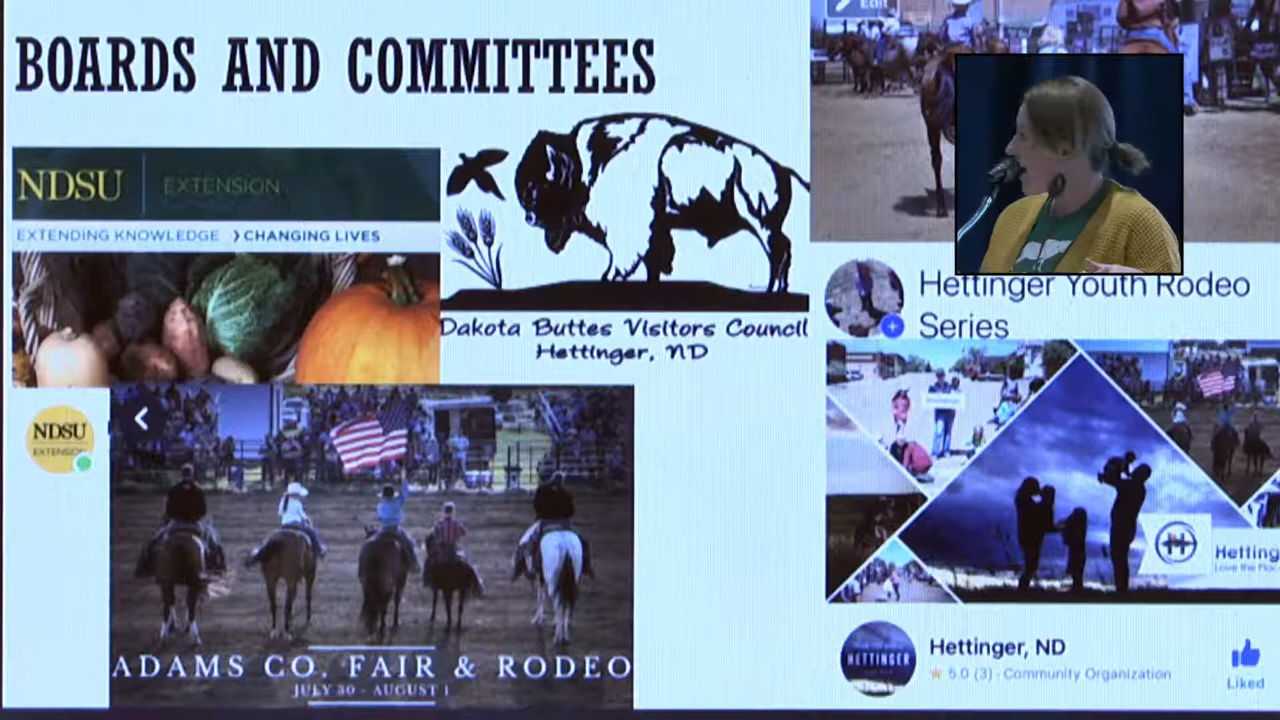 Edit
BOARDS AND COMMITTEES
NDSU EXTENSION
EXTENDING KNOWLEDGE ❯ CHANGING LIVES
Dakota Buttes Visitors Council
Hettinger, ND
Hettinger Youth Rodeo
Series
NDSU
EXTENSION
ADAMS CO. FAIR & RODEO
JULY 30 - AUGUST 1
H
Hetting
HETTINGER
Hettinger, ND
5.0 (3) · Community Organization
Liked